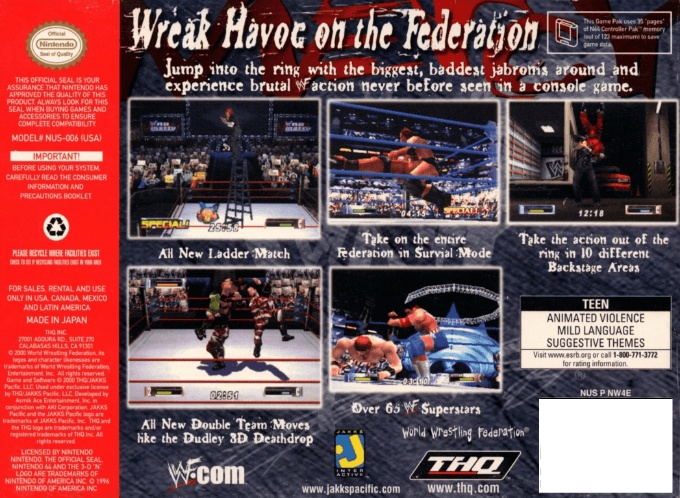 Official
Nintendo
Seal of Quality
THIS OFFICIAL SEAL IS YOUR
ASSURANCE THAT NINTENDO HAS
APPROVED THE QUALITY OF THIS
PRODUCT. ALWAYS LOOK FOR THIS
SEAL WHEN BUYING GAMES AND
ACCESSORIES TO ENSURE
COMPLETE COMPATIBILITY.
MODEL# NUS-006 (USA)
IMPORTANT!
BEFORE USING YOUR SYSTEM,
CAREFULLY READ THE CONSUMER
INFORMATION AND
PRECAUTIONS BOOKLET.
PLEASE RECYCLE WHERE FACILITIES EXIST
CHECK TO SEE IF RECYCLING FACILITIES EXIST IN YOUR AREA
FOR SALES, RENTAL AND USE
ONLY IN USA, CANADA, MEXICO
AND LATIN AMERICA
MADE IN JAPAN
THQ INC.
27001 AGOURA RD., SUITE 270
CALABASAS HILLS, CA 91301
© 2000 World Wrestling Federation, its
logos and character likenesses are
trademarks of World Wrestling Federation,
Entertainment, Inc. All rights reserved.
Game and Software © 2000 THQ/JAKKS
Pacific, LLC. Used under exclusive license
by THQ/JAKKS Pacific, LLC. Developed by
Asmik Ace Entertainment, Inc. in
conjunction with AKI Corporation. JAKKS
Pacific and the JAKKS Pacific logo are
trademarks of JAKKS Pacific, Inc. THQ and
the THQ logo are trademarks and/or
registered trademarks of THQ Inc. All
rights reserved.
LICENSED BY NINTENDO
NINTENDO, THE OFFICIAL SEAL,
NINTENDO 64 AND THE 3-D "N"
LOGO ARE TRADEMARKS OF
NINTENDO OF AMERICA INC. © 1996
NINTENDO OF AMERICA INC.
Wreak Havoc on the Federation
This Game Pak uses 35 "pages"
of N64 Controller Pak™ memory
(out of 123 maximum) to save
game data.
Jump into the ring with the biggest, baddest jabronis around and
experience brutal WF action never before seen in a console game.
SPECIAL!
25:50
04:15
SPECIAL!
12:18
All New Ladder Match
Take on the entire
Federation in Survial Mode
Take the action out of the
ring in 10 different
Backstage Areas
02:51
All New Double Team Moves
like the Dudley 3D Deathdrop
Over 65 WF Superstars
TEEN
ANIMATED VIOLENCE
MILD LANGUAGE
SUGGESTIVE THEMES
Visit www.esrb.org or call 1-800-771-3772
for rating information.
NUS P NW4E
World Wrestling Federation®
WF.com
JAKKS
INTER
ACTIVE
www.jakkspacific.com
THQ
www.thq.com